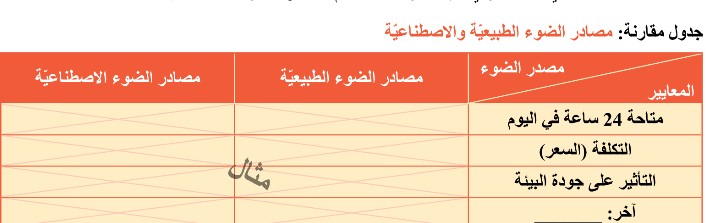 جدول مقارنة: مصادر الضوء الطبيعيّة والاصطناعيّة
مصدر الضوء
المعايير
مصادر الضوء الطبيعيّة
مصادر الضوء الاصطناعيّة
متاحة 24 ساعة في اليوم
التكلفة (السعر)
التأثير على جودة البيئة
آخر:
مثال